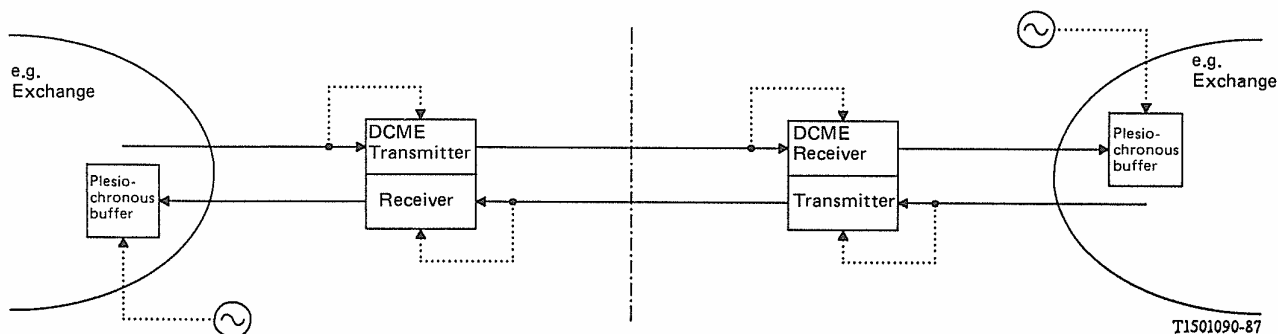 e.g.
Exchange
DCME
Transmitter
Receiver
Plesio-
chronous
buffer
DCME
Receiver
Transmitter
e.g.
Exchange
Plesio-
chronous
buffer
T1501090-87